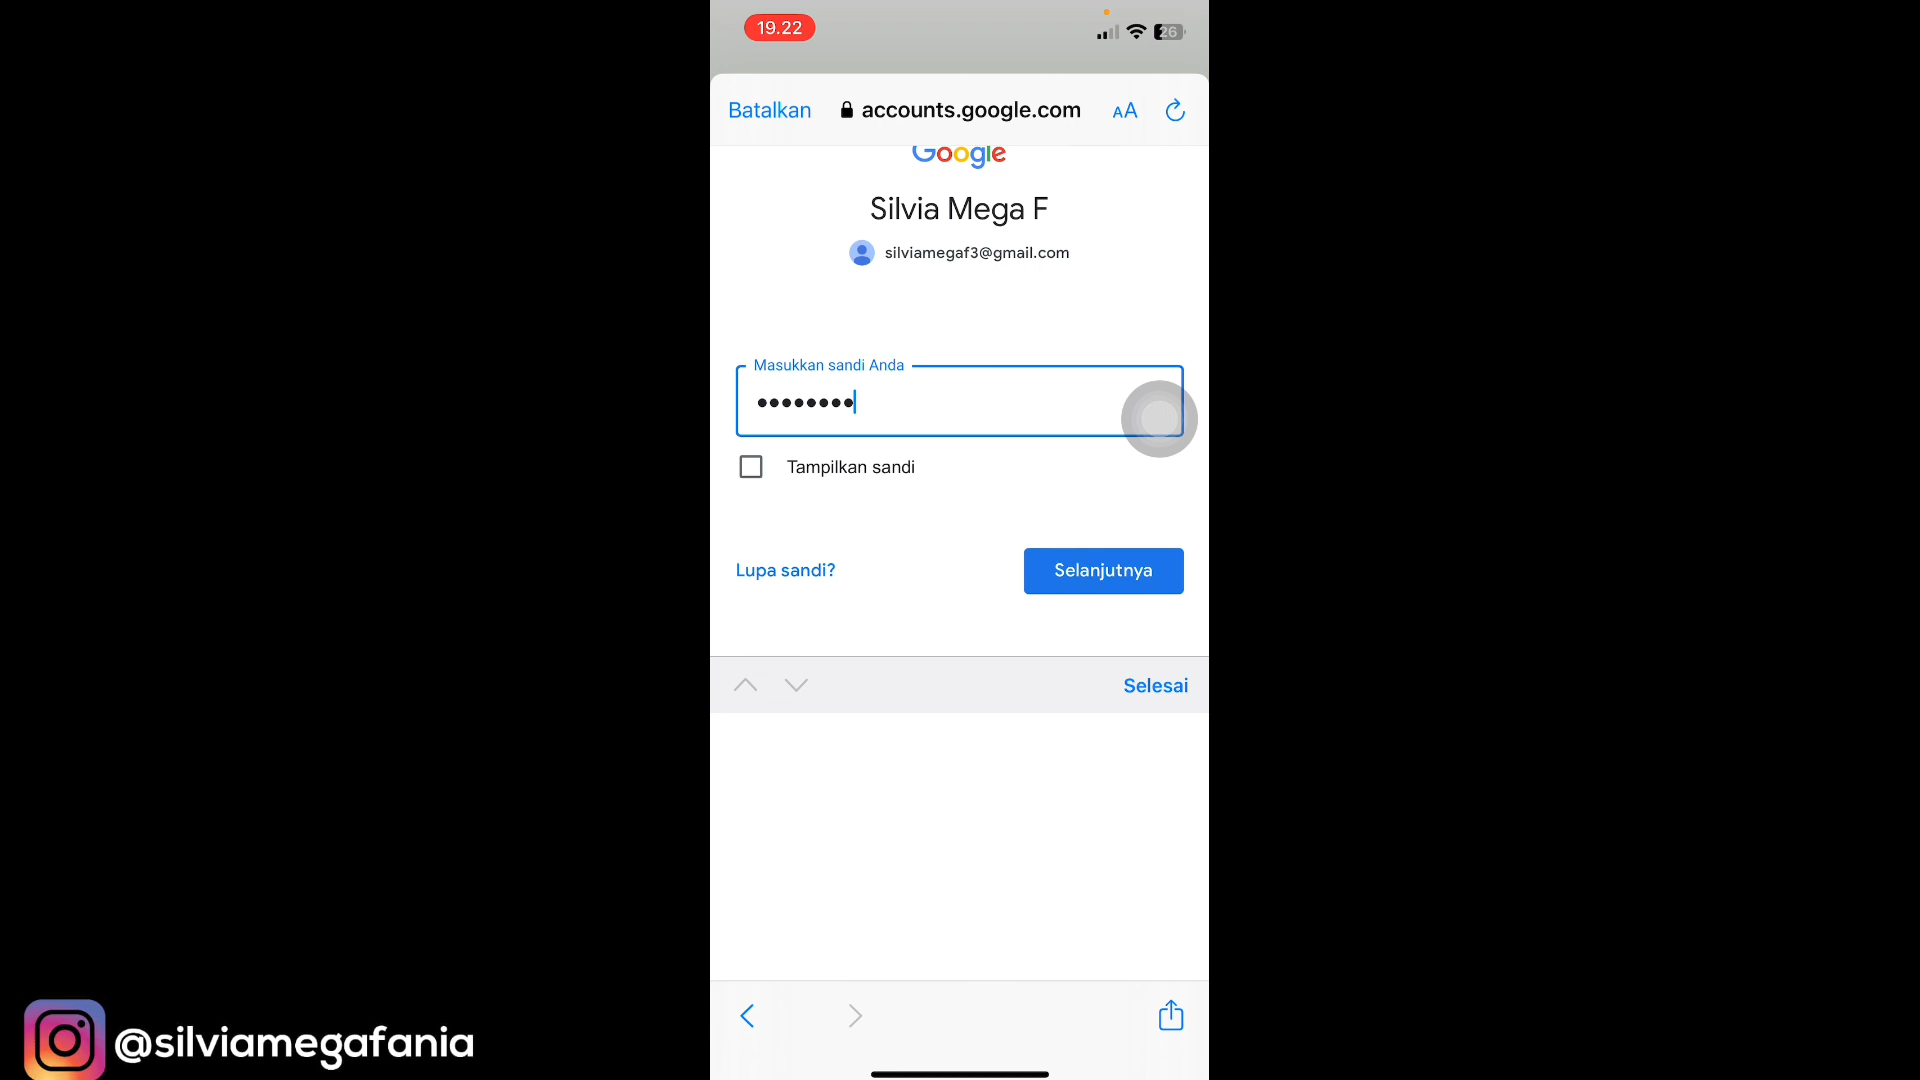 19.22
26
Batalkan
accounts.google.com
AA
Google
Silvia Mega F
silviamegaf3@gmail.com
Masukkan sandi Anda
••••••••
Tampilkan sandi
Lupa sandi?
Selanjutnya
Selesai
@silviamegafania